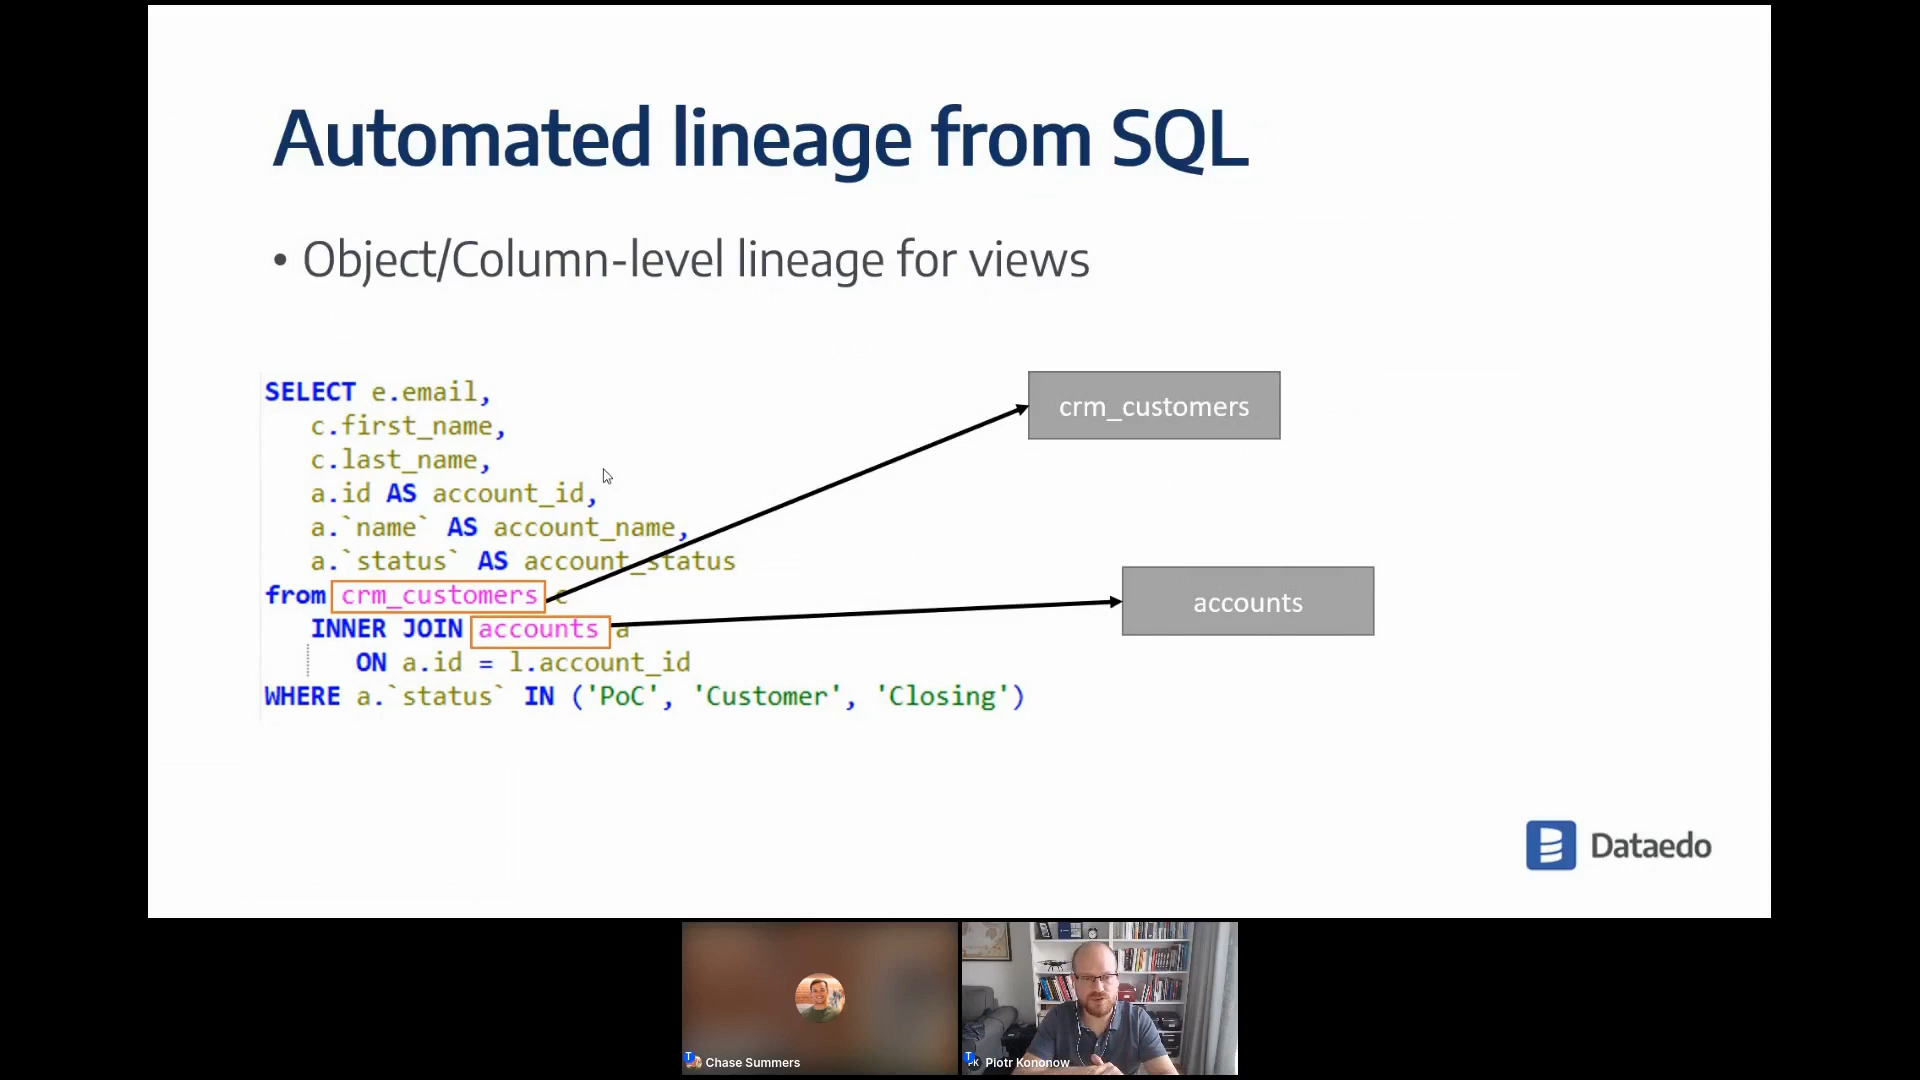 Automated lineage from SQL
• Object/Column-level lineage for views
SELECT e.email,
c.first_name,
c.last_name,
a.id AS account_id,
a.`name` AS account_name,
a.`status` AS account_status
from crm_customers c
INNER JOIN accounts a
ON a.id = l.account_id
WHERE a.`status` IN ('PoC', 'Customer', 'Closing')
crm_customers
accounts
Dataedo
Chase Summers
Piotr Kononow